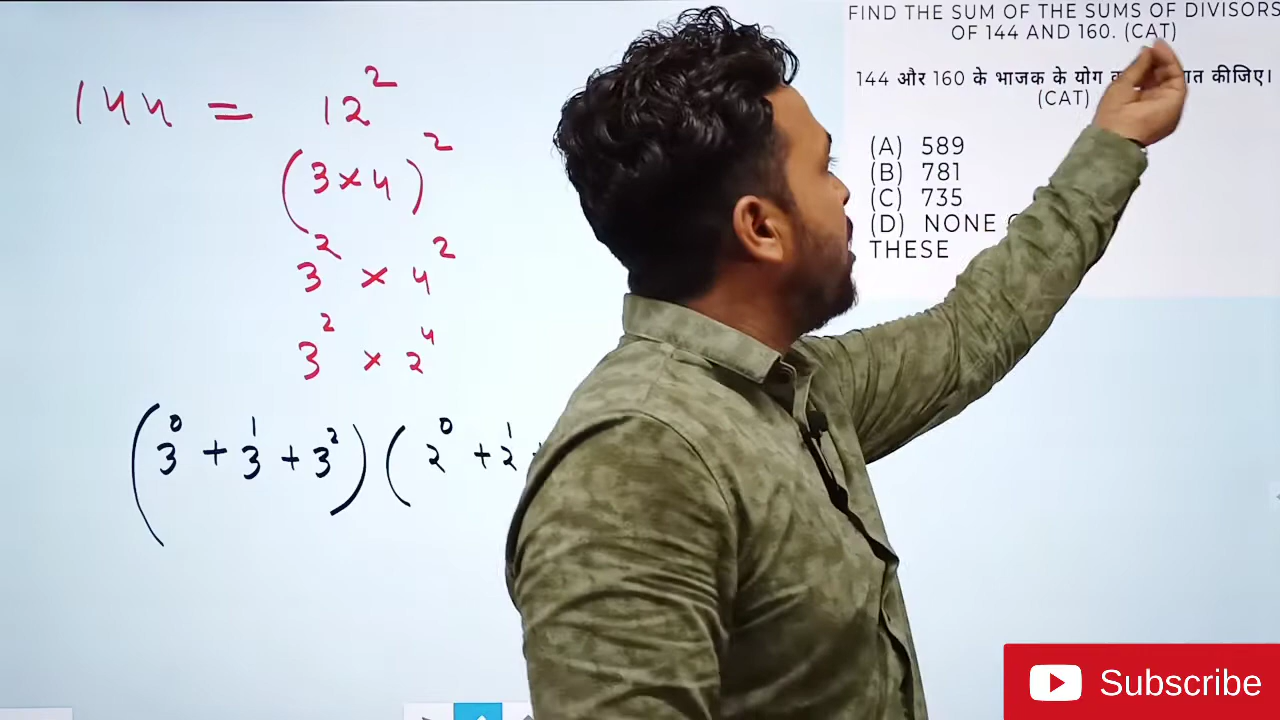 FIND THE SUM OF THE SUMS OF DIVISORS
OF 144 AND 160. (CAT)
144 और 160 के भाजक के योग कीजिए।
(CAT)
(A) 589
(B) 781
(C) 735
(D) NONE
THESE
144 = 12²
(3×4)²
3² × 4²
3² × 2⁴
(3⁰ + 3¹ + 3²) (2⁰ + 2¹
Subscribe